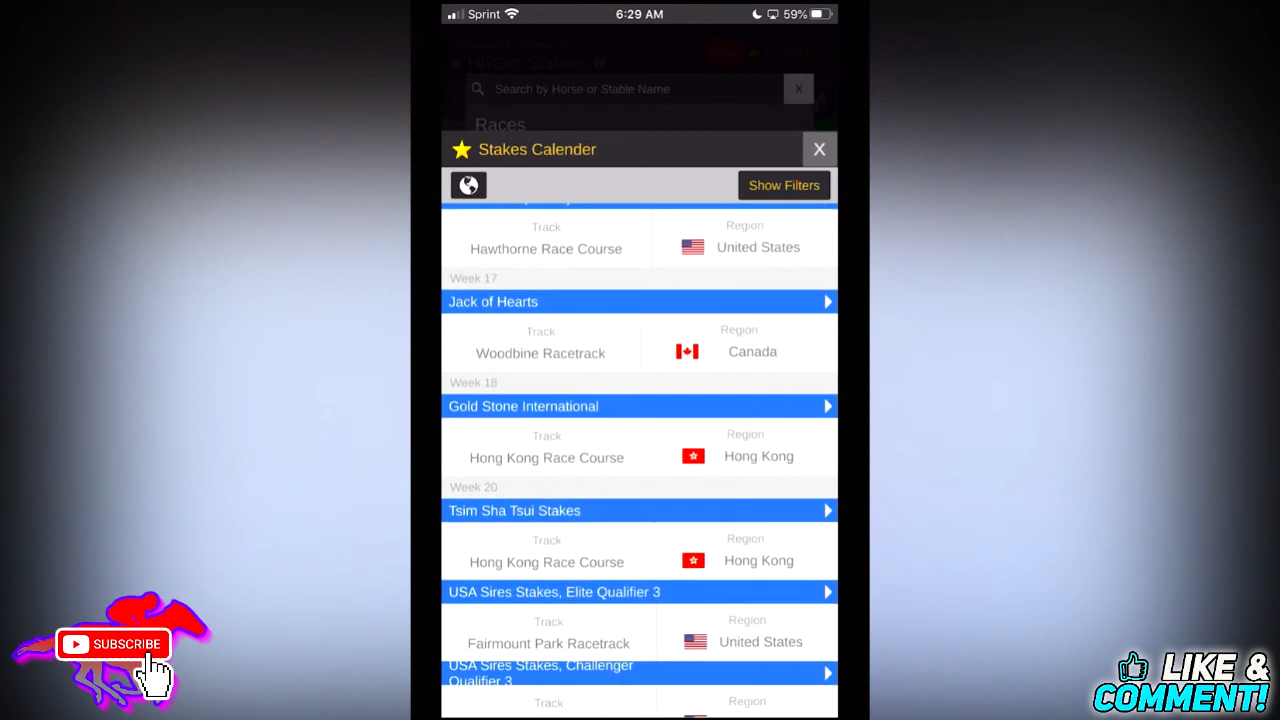 Sprint
6:29 AM
59%
Search by Horse or Stable Name
X
Races
Stakes Calender
X
Show Filters
Track
Region
Hawthorne Race Course
United States
Week 17
Jack of Hearts
Track
Region
Woodbine Racetrack
Canada
Week 18
Gold Stone International
Track
Region
Hong Kong Race Course
Hong Kong
Week 20
Tsim Sha Tsui Stakes
Track
Region
Hong Kong Race Course
Hong Kong
USA Sires Stakes, Elite Qualifier 3
Track
Region
Fairmount Park Racetrack
United States
USA Sires Stakes, Challenger
Qualifier 3
Track
Region
SUBSCRIBE
LIKE &
COMMENT!